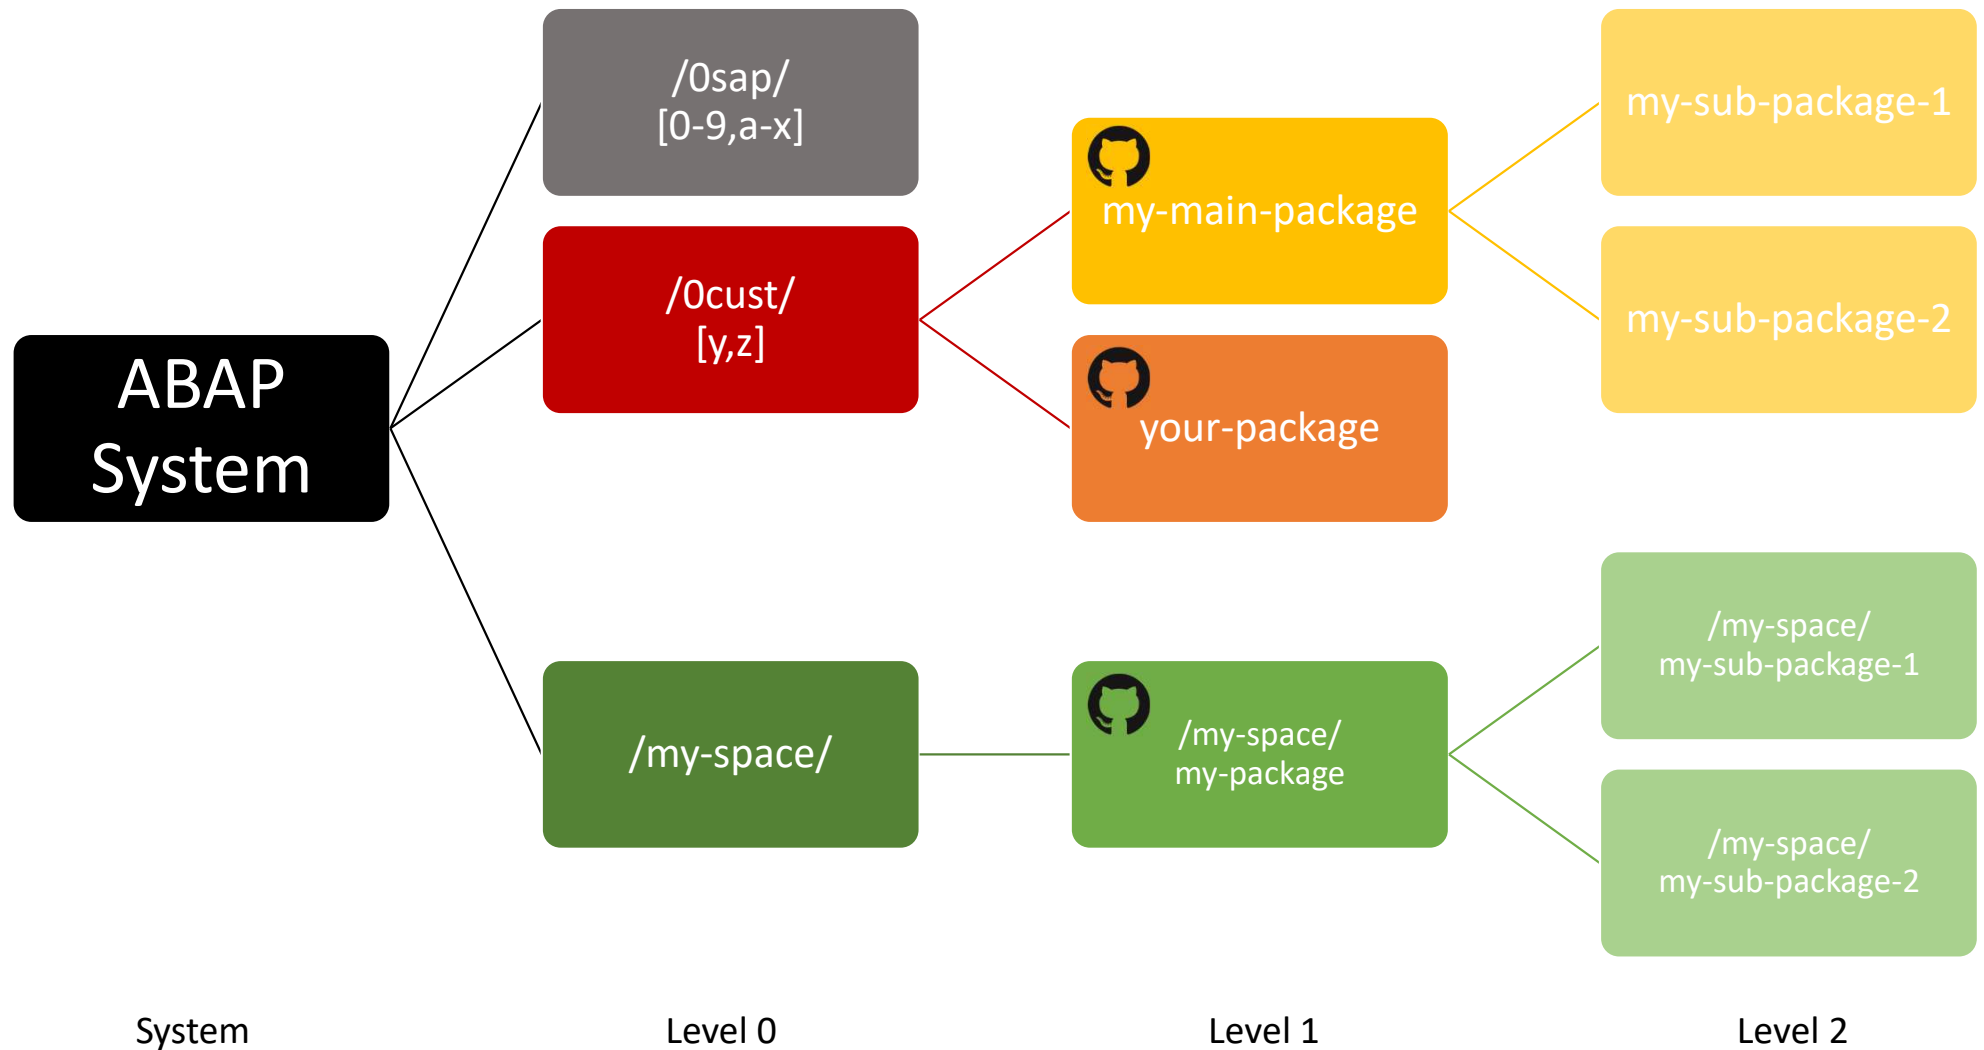 ABAP
System
/0sap/
[0-9,a-x]
/0cust/
[y,z]
my-main-package
my-sub-package-1
my-sub-package-2
your-package
/my-space/
/my-space/
my-package
/my-space/
my-sub-package-1
/my-space/
my-sub-package-2
System
Level 0
Level 1
Level 2